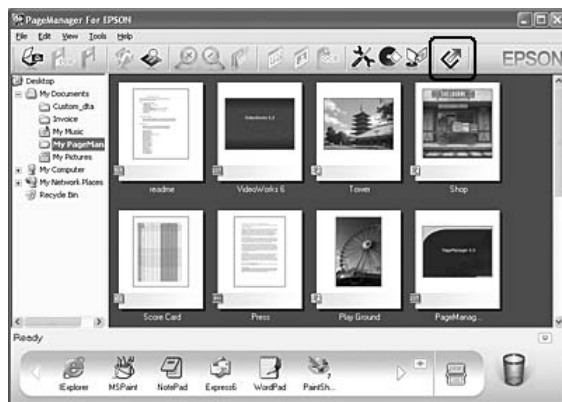 PageManager For EPSON
File Edit View Tools Help
EPSON
Desktop
My Documents
Custom_dta
Invoice
My Music
My PageMan
My Pictures
My Computer
My Network Places
Recycle Bin
readme
VideoWorks 6
Tower
Shop
Score Card
Press
Play Ground
PageManag...
Ready
IExplorer
MSPaint
NotePad
Express6
WordPad
PaintSh...